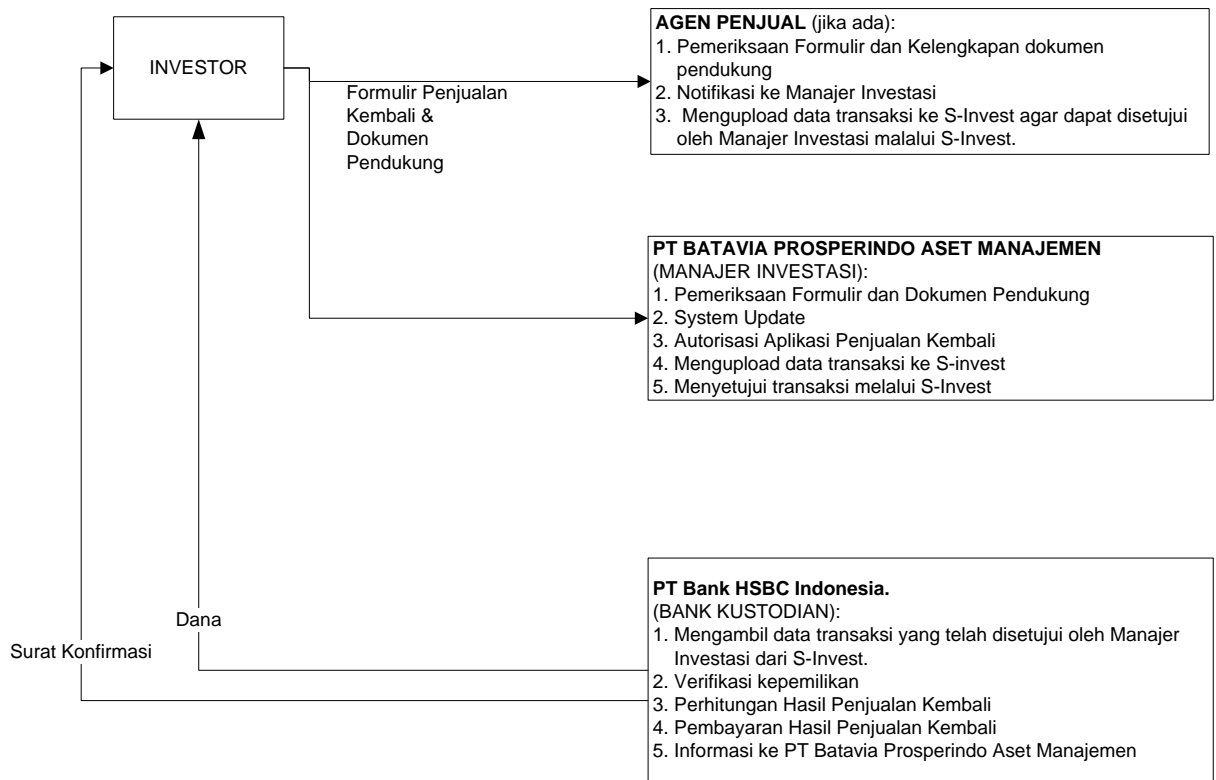 INVESTOR
Formulir Penjualan
Kembali &
Dokumen
Pendukung
AGEN PENJUAL (jika ada):
1. Pemeriksaan Formulir dan Kelengkapan dokumen
pendukung
2. Notifikasi ke Manajer Investasi
3. Mengupload data transaksi ke S-Invest agar dapat disetujui
oleh Manajer Investasi malalui S-Invest.
PT BATAVIA PROSPERINDO ASET MANAJEMEN
(MANAJER INVESTASI):
1. Pemeriksaan Formulir dan Dokumen Pendukung
2. System Update
3. Autorisasi Aplikasi Penjualan Kembali
4. Mengupload data transaksi ke S-invest
5. Menyetujui transaksi melalui S-Invest
Dana
Surat Konfirmasi
PT Bank HSBC Indonesia.
(BANK KUSTODIAN):
1. Mengambil data transaksi yang telah disetujui oleh Manajer
Investasi dari S-Invest.
2. Verifikasi kepemilikan
3. Perhitungan Hasil Penjualan Kembali
4. Pembayaran Hasil Penjualan Kembali
5. Informasi ke PT Batavia Prosperindo Aset Manajemen